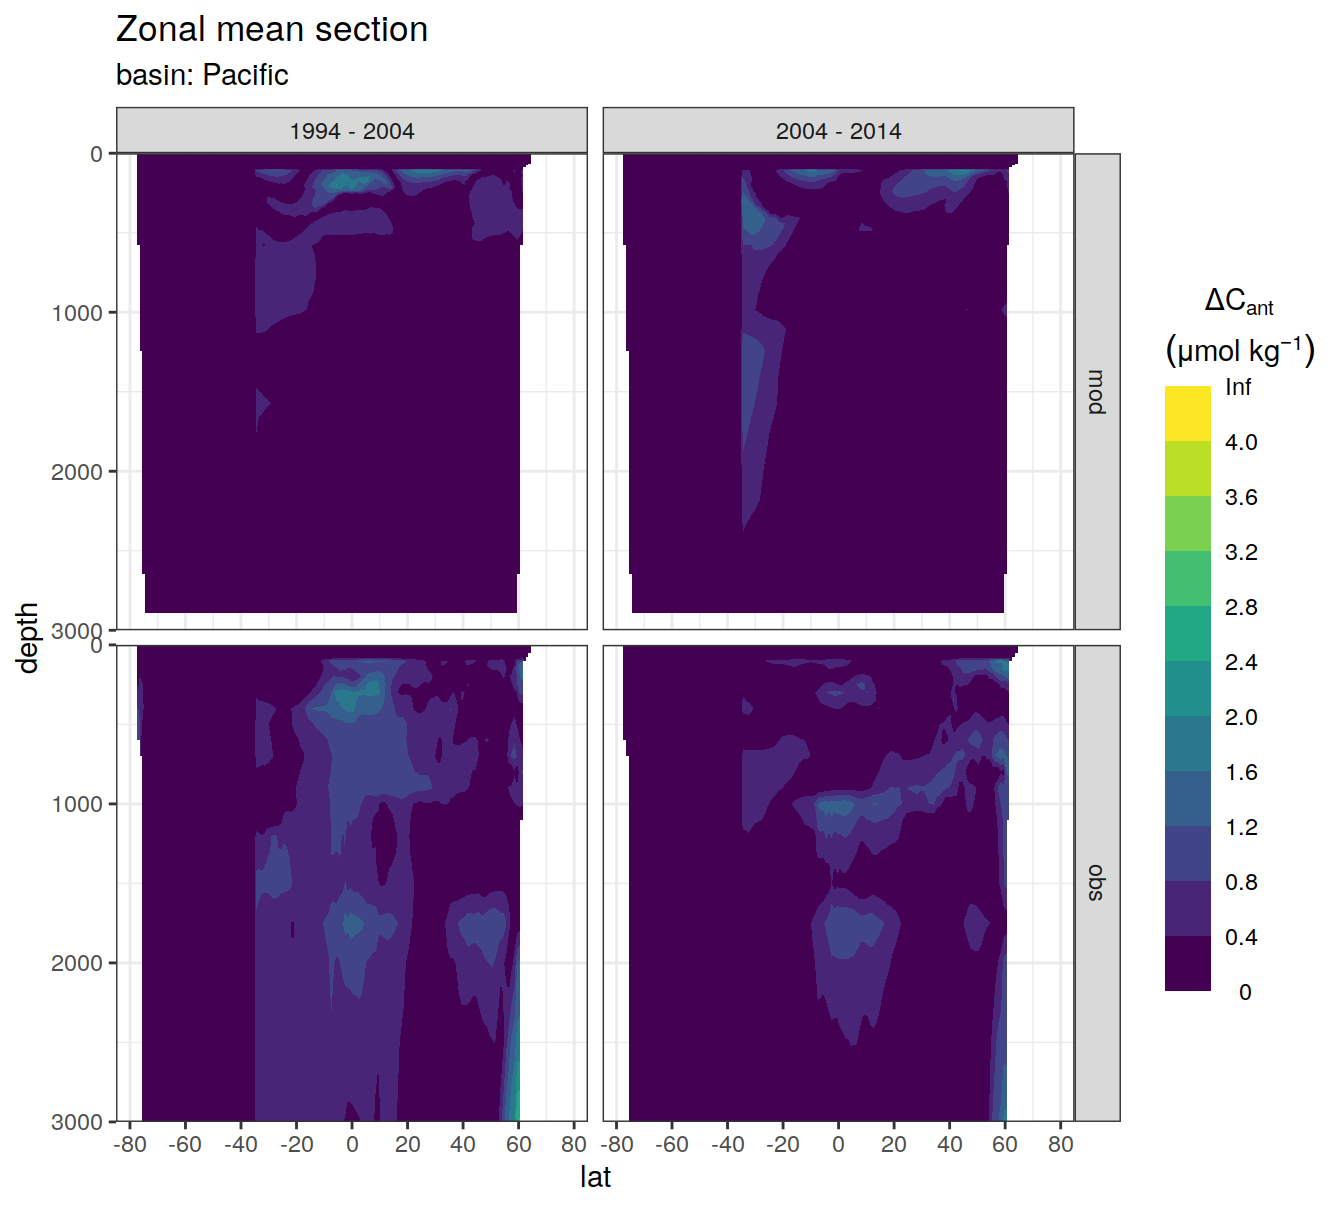 Zonal mean section
basin: Pacific
1994 - 2004
2004 - 2014
0
1000
2000
3000
mod
0
1000
2000
3000
obs
depth
-80 -60 -40 -20 0 20 40 60 80
-80 -60 -40 -20 0 20 40 60 80
lat
ΔCant
(μmol kg⁻¹)
Inf
4.0
3.6
3.2
2.8
2.4
2.0
1.6
1.2
0.8
0.4
0